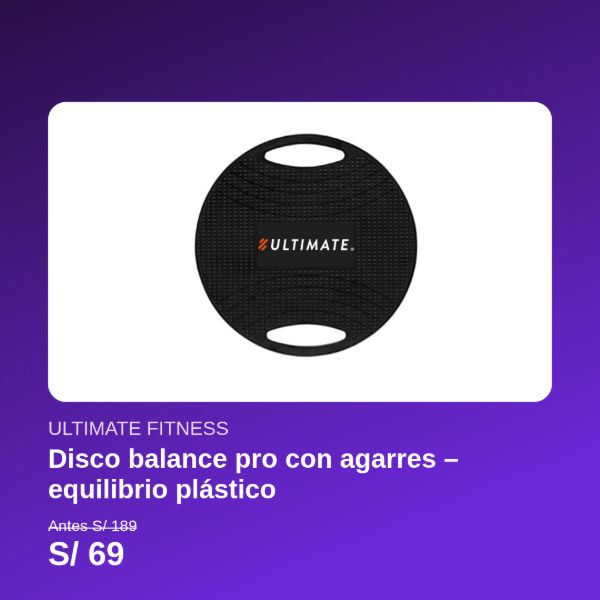 ULTIMATE®
ULTIMATE FITNESS
Disco balance pro con agarres –
equilibrio plástico
Antes S/ 189
S/ 69